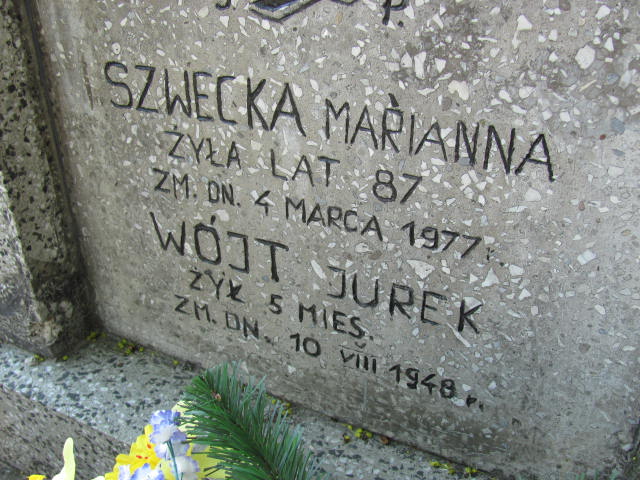 Ś. P.
SZWECKA MARIANNA
ŻYŁA LAT 87
ZM. DN. 4 MARCA 1977 r.
WÓJT JUREK
ŻYŁ 5 MIES.
ZM. DN. 10 VIII 1948 r.